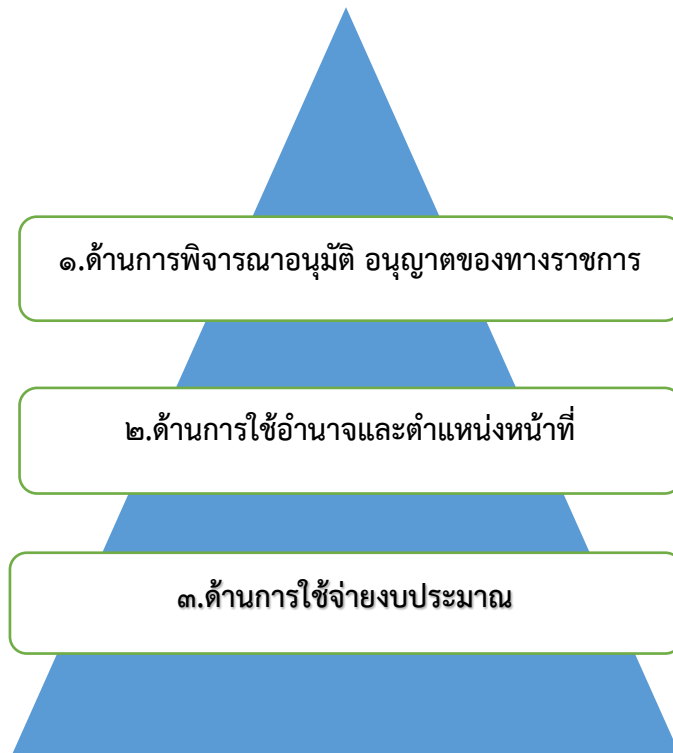 ๑.ด้านการพิจารณาอนุมัติ อนุญาตของทางราชการ
๒.ด้านการใช้อำนาจและตำแหน่งหน้าที่
๓.ด้านการใช้จ่ายงบประมาณ